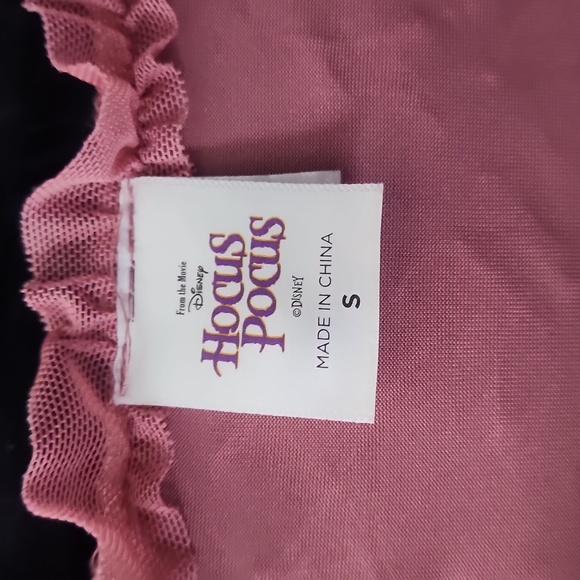 From the Movie
Disney
HOCUS
POCUS
©DISNEY
MADE IN CHINA
S